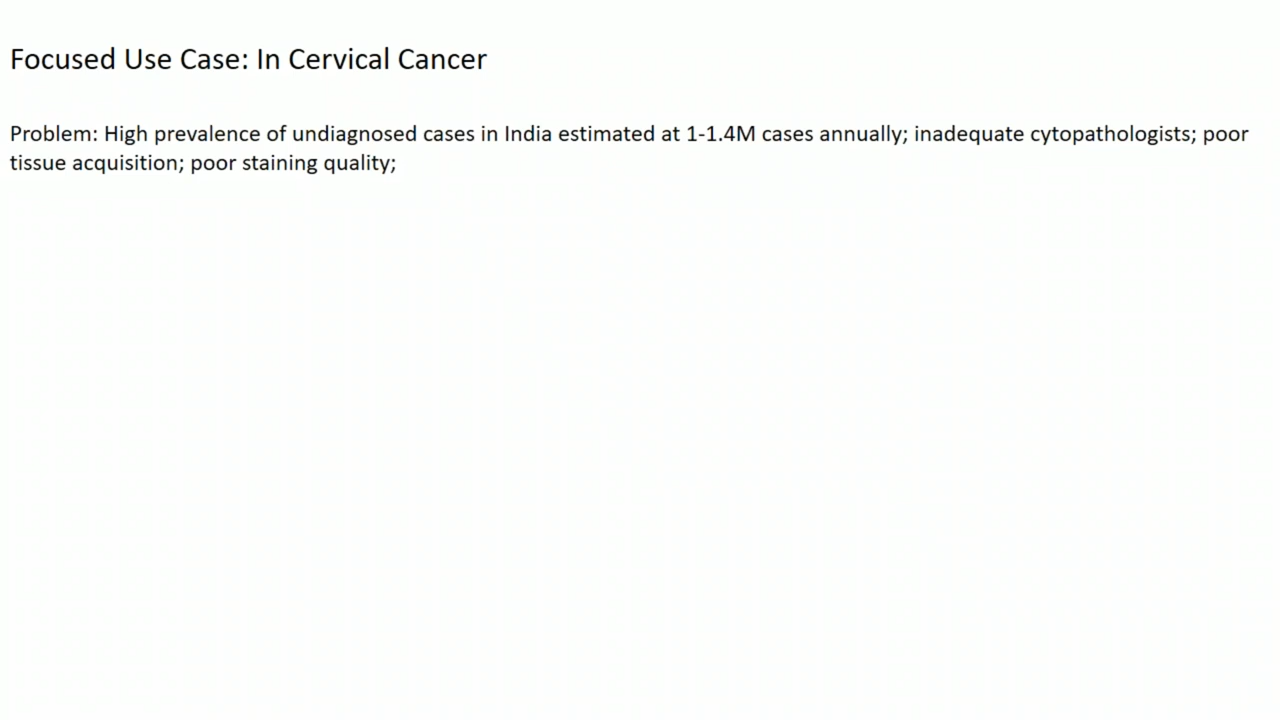 Focused Use Case: In Cervical Cancer
Problem: High prevalence of undiagnosed cases in India estimated at 1-1.4M cases annually; inadequate cytopathologists; poor
tissue acquisition; poor staining quality;